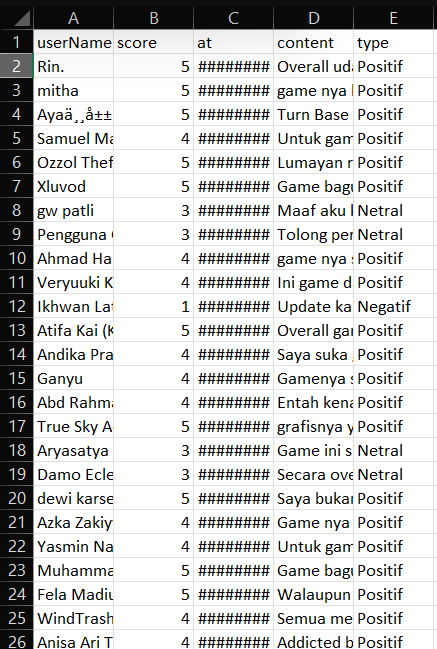 A B C D E
1 userName score at content type
2 Rin. 5 ######## Overall uda Positif
3 mitha 5 ######## game nya Positif
4 Ayaä¸‚å±± 5 ######## Turn Base Positif
5 Samuel Ma 4 ######## Untuk gam Positif
6 Ozzol Thef 5 ######## Lumayan Positif
7 Xluvod 5 ######## Game bagu Positif
8 gw patli 3 ######## Maaf aku Netral
9 Pengguna 3 ######## Tolong per Netral
10 Ahmad Ha 4 ######## game nya Positif
11 Veryuuki K 4 ######## Ini game d Positif
12 Ikhwan Lat 1 ######## Update ka Negatif
13 Atifa Kai (K 5 ######## Overall gar Positif
14 Andika Pra 4 ######## Saya suka Positif
15 Ganyu 4 ######## Gamenya s Positif
16 Abd Rahma 4 ######## Entah kena Positif
17 True Sky A 5 ######## grafisnya y Positif
18 Aryasatya 3 ######## Game ini s Netral
19 Damo Ecle 3 ######## Secara ove Netral
20 dewi karse 5 ######## Saya bukan Positif
21 Azka Zakiy 4 ######## Game nya Positif
22 Yasmin Na 4 ######## Untuk gam Positif
23 Muhamma 5 ######## Game bagu Positif
24 Fela Madiu 5 ######## Walaupun Positif
25 WindTrash 4 ######## Semua me Positif
26 Anisa Ari T 4 ######## Addicted b Positif